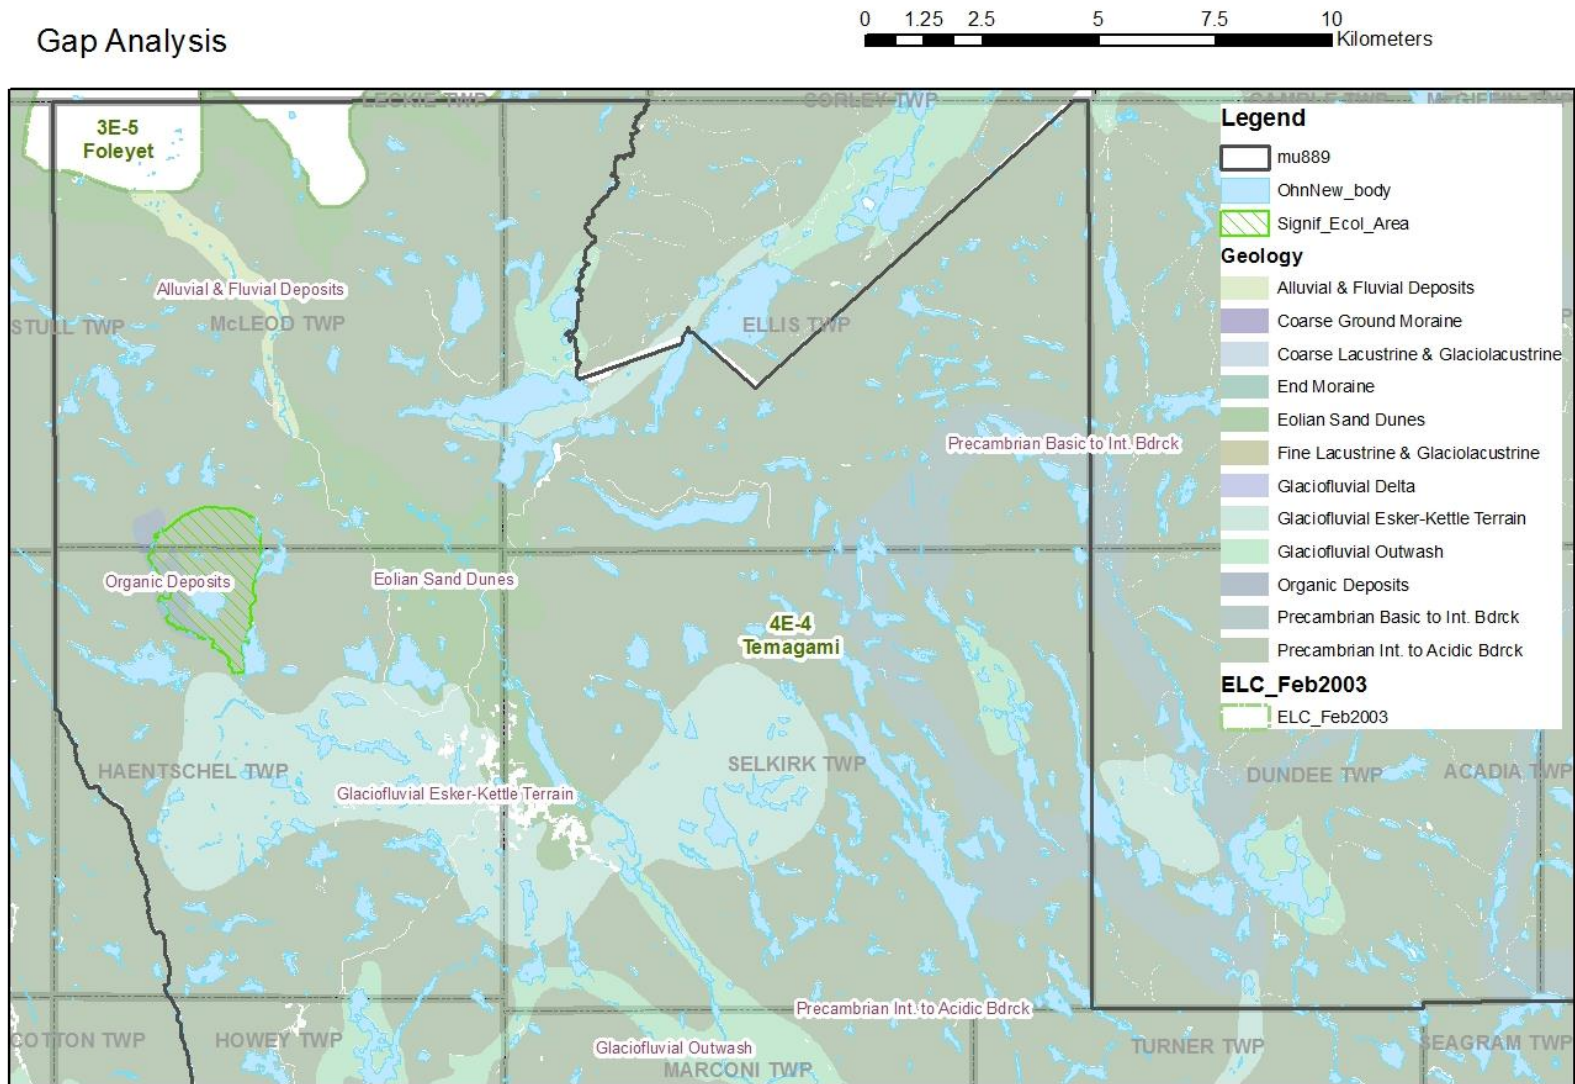 Gap Analysis
0 1.25 2.5 5 7.5 10
Kilometers
LECKIE TWP
CORLEY TWP
GAMBLE TWP
McGIFFIN TWP
3E-5
Foleyet
Alluvial & Fluvial Deposits
STULL TWP
McLEOD TWP
ELLIS TWP
Precambrian Basic to Int. Bdrck
Organic Deposits
Eolian Sand Dunes
4E-4
Temagami
HAENTSCHEL TWP
SELKIRK TWP
DUNDEE TWP
ACADIA TWP
Glaciofluvial Esker-Kettle Terrain
Precambrian Int. to Acidic Bdrck
COTTON TWP
HOWEY TWP
Glaciofluvial Outwash
MARCONI TWP
TURNER TWP
SEAGRAM TWP
Legend
mu889
OhnNew_body
Signif_Ecol_Area
Geology
Alluvial & Fluvial Deposits
Coarse Ground Moraine
Coarse Lacustrine & Glaciolacustrine
End Moraine
Eolian Sand Dunes
Fine Lacustrine & Glaciolacustrine
Glaciofluvial Delta
Glaciofluvial Esker-Kettle Terrain
Glaciofluvial Outwash
Organic Deposits
Precambrian Basic to Int. Bdrck
Precambrian Int. to Acidic Bdrck
ELC_Feb2003
ELC_Feb2003